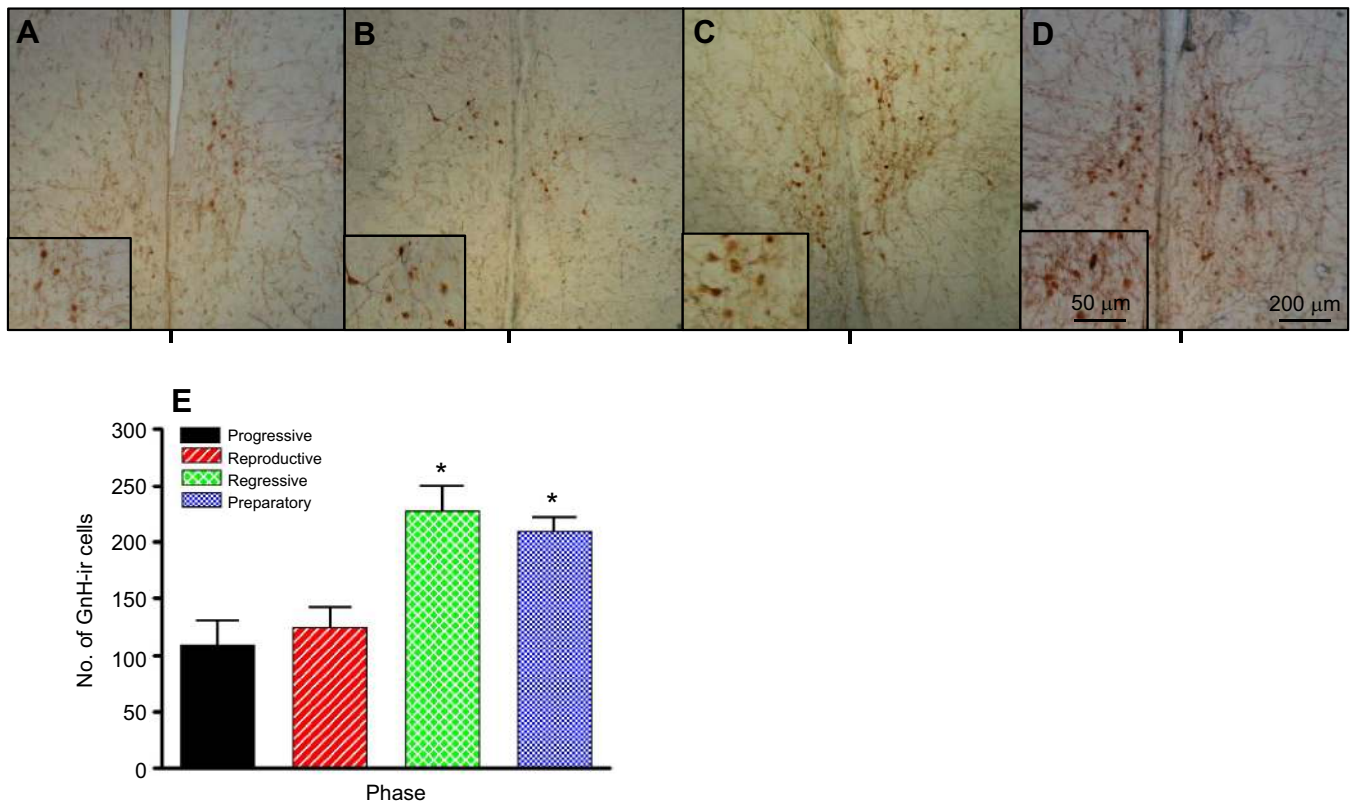 A
B
C
D
50 μm
200 μm
E
300
250
200
150
100
50
0
No. of GnH-ir cells
Progressive
Reproductive
Regressive
Preparatory
*
*
Phase